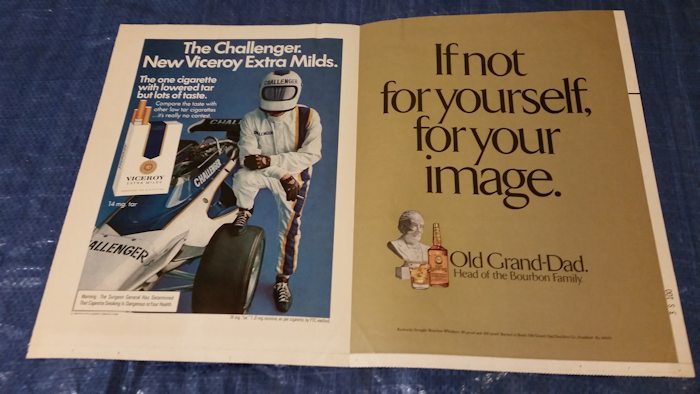 The Challenger.
New Viceroy Extra Milds.
The one cigarette
with lowered tar
but lots of taste.
Compare the taste with
other low tar cigarettes
...it's really no contest.
CHALLENGER
CHALLENGER
CHALLENGER
VICEROY
EXTRA MILDS
14 mg. tar
ALLENGER
Warning: The Surgeon General Has Determined
That Cigarette Smoking Is Dangerous to Your Health.
If not
for yourself,
for your
image.
Old Grand-Dad.
Head of the Bourbon Family.